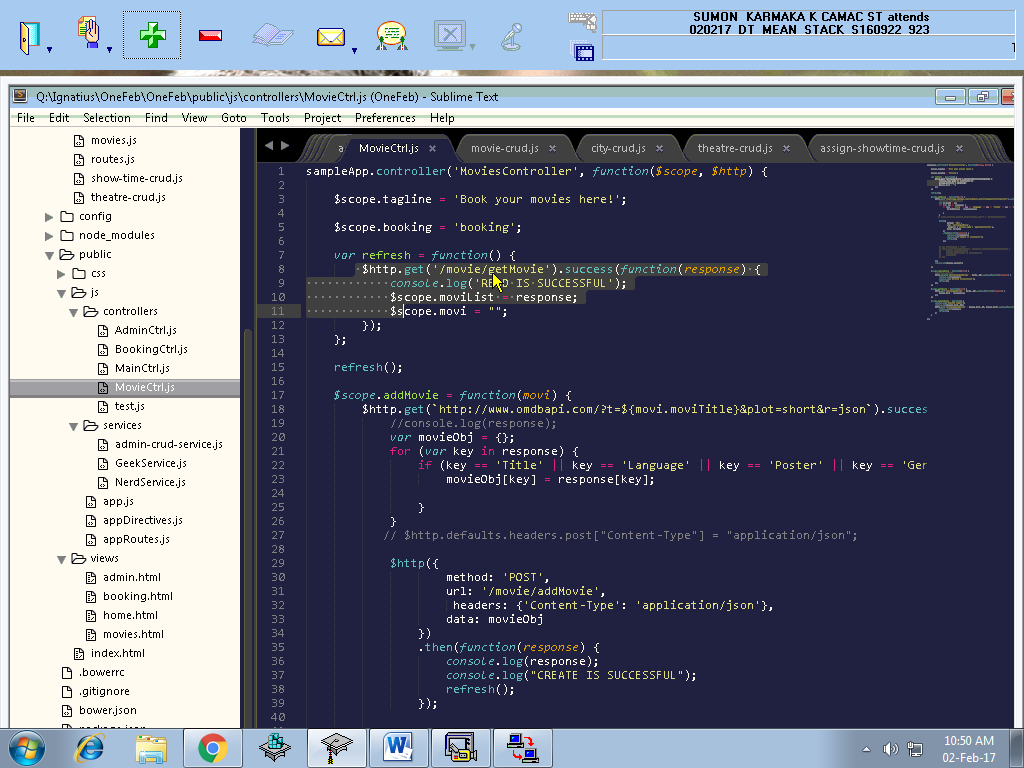 SUMON KARMAKA K CAMAC ST attends
020217 DT MEAN STACK S160922 923
Q:\Ignatius\OneFeb\OneFeb\public\js\controllers\MovieCtrl.js (OneFeb) - Sublime Text
File Edit Selection Find View Goto Tools Project Preferences Help
movies.js
routes.js
show-time-crud.js
theatre-crud.js
config
node_modules
public
css
js
controllers
AdminCtrl.js
BookingCtrl.js
MainCtrl.js
MovieCtrl.js
test.js
services
admin-crud-service.js
GeekService.js
NerdService.js
app.js
appDirectives.js
appRoutes.js
views
admin.html
booking.html
home.html
movies.html
index.html
.bowerrc
.gitignore
bower.json
a MovieCtrl.js × movie-crud.js × city-crud.js × theatre-crud.js × assign-showtime-crud.js ×
1 sampleApp.controller('MoviesController', function($scope, $http) {
2
3 $scope.tagline = 'Book your movies here!';
4
5 $scope.booking = 'booking';
6
7 var refresh = function() {
8 $http.get('/movie/getMovie').success(function(response) {
9 console.log('READ IS SUCCESSFUL');
10 $scope.moviList = response;
11 $scope.movi = "";
12 });
13 };
14
15 refresh();
16
17 $scope.addMovie = function(movi) {
18 $http.get(`http://www.omdbapi.com/?t=${movi.moviTitle}&plot=short&r=json`).succes
19 //console.log(response);
20 var movieObj = {};
21 for (var key in response) {
22 if (key == 'Title' || key == 'Language' || key == 'Poster' || key == 'Ger
23 movieObj[key] = response[key];
24
25 }
26 }
27 // $http.defaults.headers.post["Content-Type"] = "application/json";
28
29 $http({
30 method: 'POST',
31 url: '/movie/addMovie',
32 headers: {'Content-Type': 'application/json'},
33 data: movieObj
34 })
35 .then(function(response) {
36 console.log(response);
37 console.log("CREATE IS SUCCESSFUL");
38 refresh();
39 });
40
10:50 AM
02-Feb-17